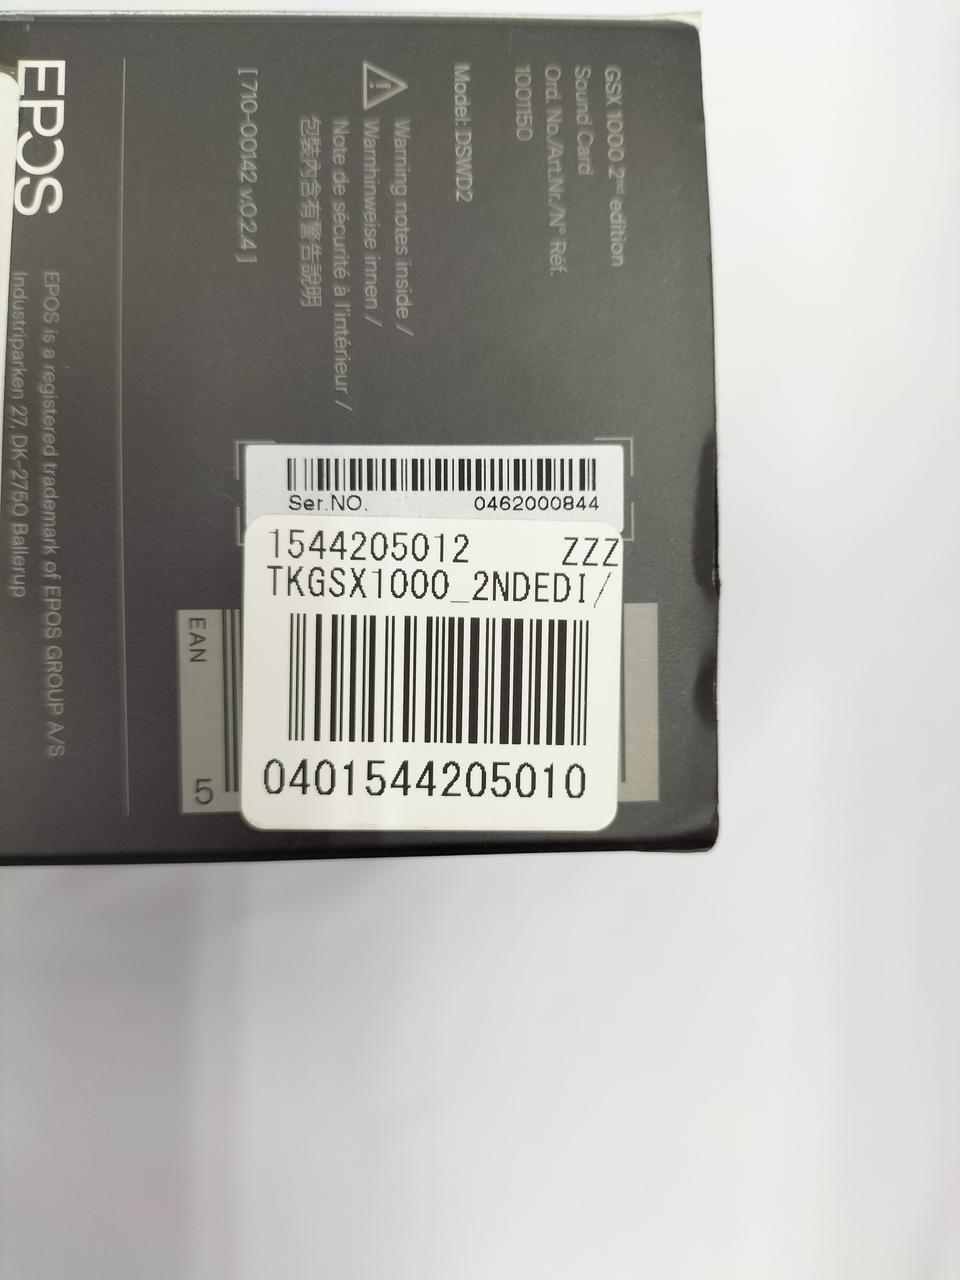 GSX 1000 2nd edition
Sound Card
Ord. No./Art.Nr./N° Réf.
1001150
Model: DSWD2
Warning notes inside /
Warnhinweise innen /
Note de sécurité à l'intérieur /
包裝內含有警告說明
[ 710-00142 v.02.4 ]
EPOS
EPOS is a registered trademark of EPOS GROUP A/S
Industriparken 27, DK-2750 Ballerup
Ser.NO. 0462000844
1544205012 ZZZ
TKGSX1000_2NDEDI/
0401544205010
EAN
5